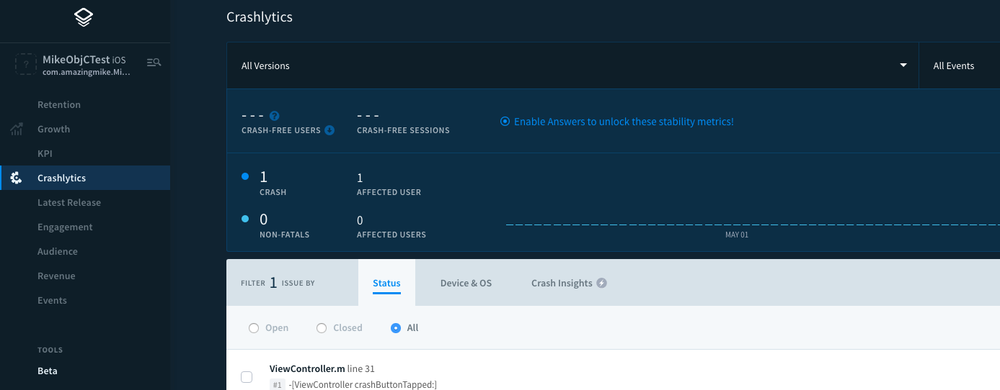 Crashlytics
MikeObjCTest iOS
com.amazingmike.Mi...
Retention
Growth
KPI
Crashlytics
Latest Release
Engagement
Audience
Revenue
Events
TOOLS
Beta
All Versions
All Events
- - - ?
CRASH-FREE USERS
- - -
CRASH-FREE SESSIONS
Enable Answers to unlock these stability metrics!
1
CRASH
1
AFFECTED USER
0
NON-FATALS
0
AFFECTED USERS
MAY 01
FILTER 1 ISSUE BY
Status
Device & OS
Crash Insights
Open
Closed
All
ViewController.m line 31
#1 -[ViewController crashButtonTapped:]